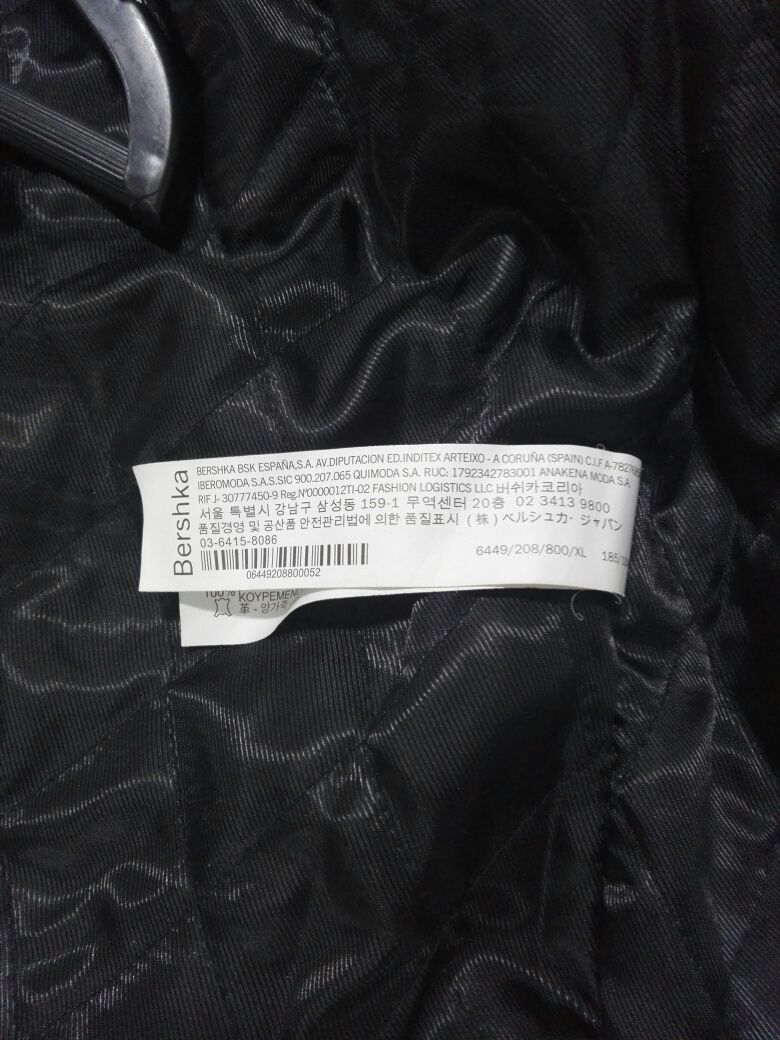 Bershka
BERSHKA BSK ESPAÑA,S.A. AV.DIPUTACION ED.INDITEX ARTEIXO - A CORUÑA (SPAIN) C.I.F A-782768
IBEROMODA S.A.S.SIC 900.207.065 QUIMODA S.A. RUC: 1792342783001 ANAKENA MODA S.A
RIF J- 30777450-9 Reg.Nº0000012TI-02 FASHION LOGISTICS LLC 버쉬카코리아
서울 특별시 강남구 삼성동 159-1 무역센터 20층 02 3413 9800
품질경영 및 공산품 안전관리법에 의한 품질표시 (株) ベルシュカ· ジャパン
03-6415-8086
6449/208/800/XL 185/
06449208800052
100%
KOYPEMEN
革 - 양가죽